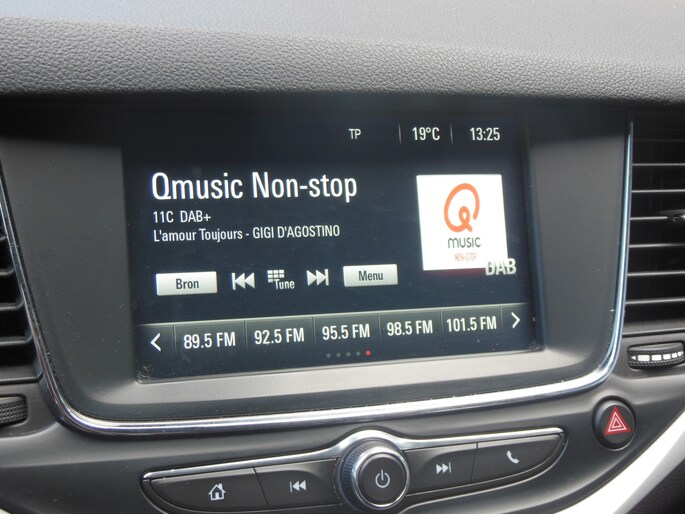 TP 19°C 13:25
Qmusic Non-stop
11C DAB+
L'amour Toujours - GIGI D'AGOSTINO
Q
MUSIC
NON-STOP
DAB
Bron Tune Menu
89.5 FM 92.5 FM 95.5 FM 98.5 FM 101.5 FM